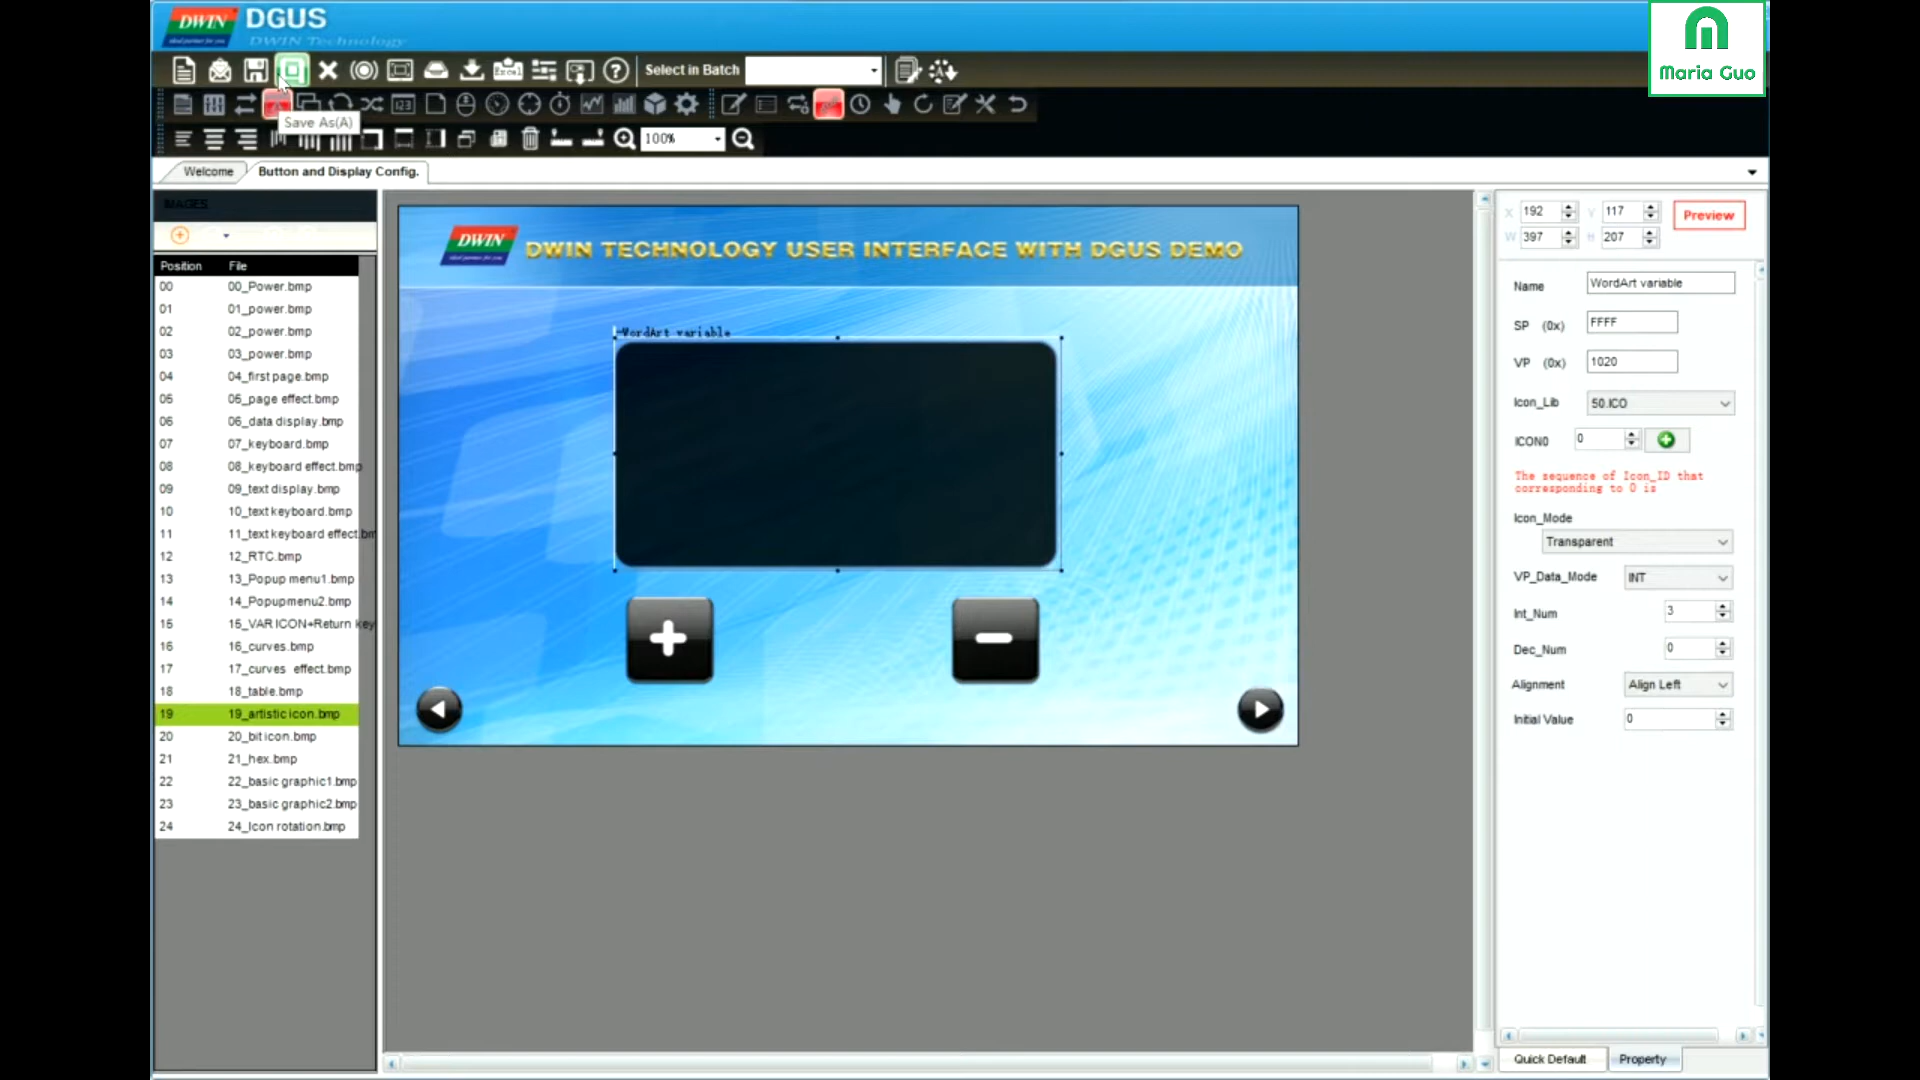 DWIN
DGUS
DWIN Technology
Maria Guo
Select in Batch
Excel
123
Save As(A)
100%
Welcome
Button and Display Config.
IMAGES
Position File
00 00_Power.bmp
01 01_power.bmp
02 02_power.bmp
03 03_power.bmp
04 04_first page.bmp
05 05_page effect.bmp
06 06_data display.bmp
07 07_keyboard.bmp
08 08_keyboard effect.bmp
09 09_text display.bmp
10 10_text keyboard.bmp
11 11_text keyboard effect.bm
12 12_RTC.bmp
13 13_Popup menu1.bmp
14 14_Popupmenu2.bmp
15 15_VAR ICON+Return key
16 16_curves.bmp
17 17_curves effect.bmp
18 18_table.bmp
19 19_artistic icon.bmp
20 20_bit icon.bmp
21 21_hex.bmp
22 22_basic graphic1.bmp
23 23_basic graphic2.bmp
24 24_Icon rotation.bmp
DWIN
DWIN TECHNOLOGY USER INTERFACE WITH DGUS DEMO
WordArt variable
X 192 Y 117
W 397 H 207
Preview
Name WordArt variable
SP (0x) FFFF
VP (0x) 1020
Icon_Lib 50.ICO
ICON0 0
The sequence of Icon_ID that
corresponding to 0 is
Icon_Mode
Transparent
VP_Data_Mode INT
Int_Num 3
Dec_Num 0
Alignment Align Left
Initial Value 0
Quick Default Property